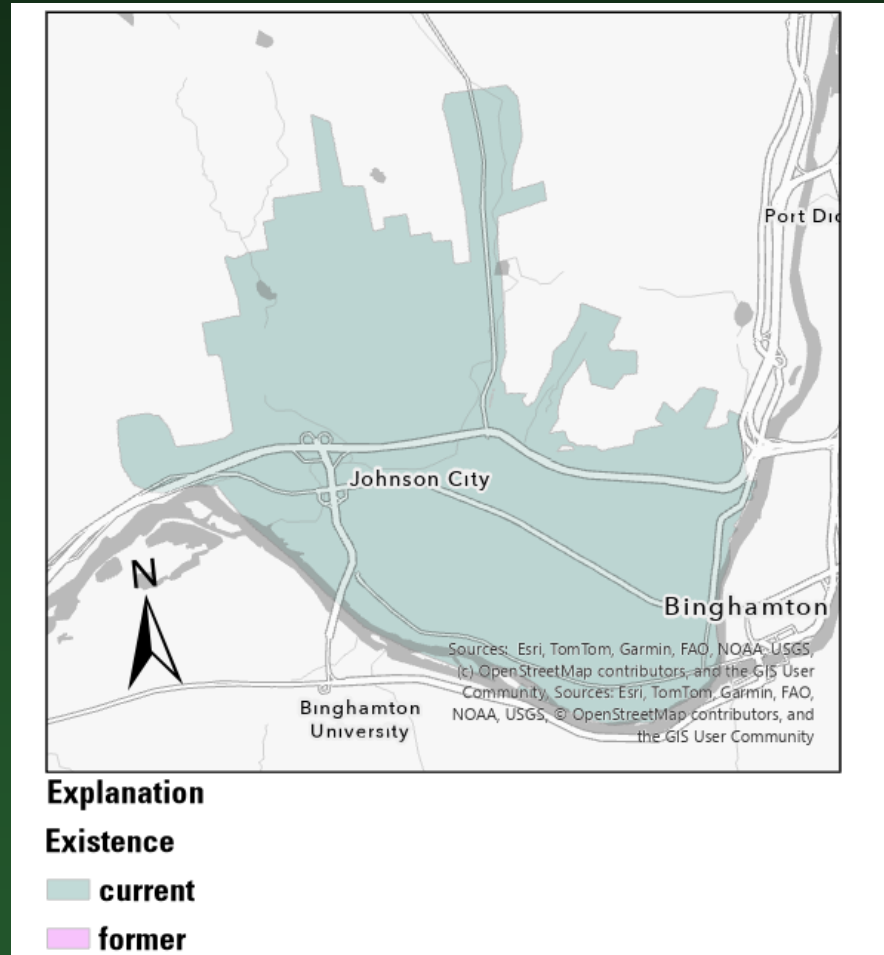 Port Dic
Johnson City
N
Binghamton
Sources: Esri, TomTom, Garmin, FAO, NOAA, USGS,
(c) OpenStreetMap contributors, and the GIS User
Community, Sources: Esri, TomTom, Garmin, FAO,
NOAA, USGS, © OpenStreetMap contributors, and
the GIS User Community
Binghamton
University
Explanation
Existence
current
former